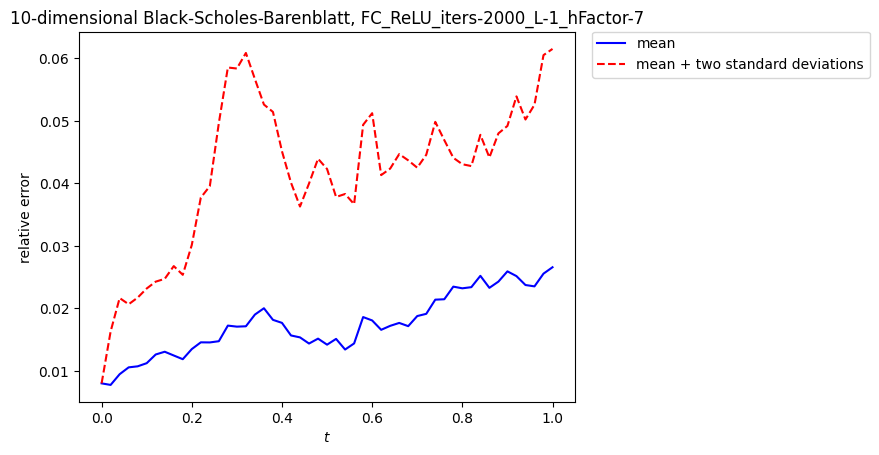 10-dimensional Black-Scholes-Barenblatt, FC_ReLU_iters-2000_L-1_hFactor-7
mean
mean + two standard deviations
relative error
0.06
0.05
0.04
0.03
0.02
0.01
0.0
0.2
0.4
0.6
0.8
1.0
t